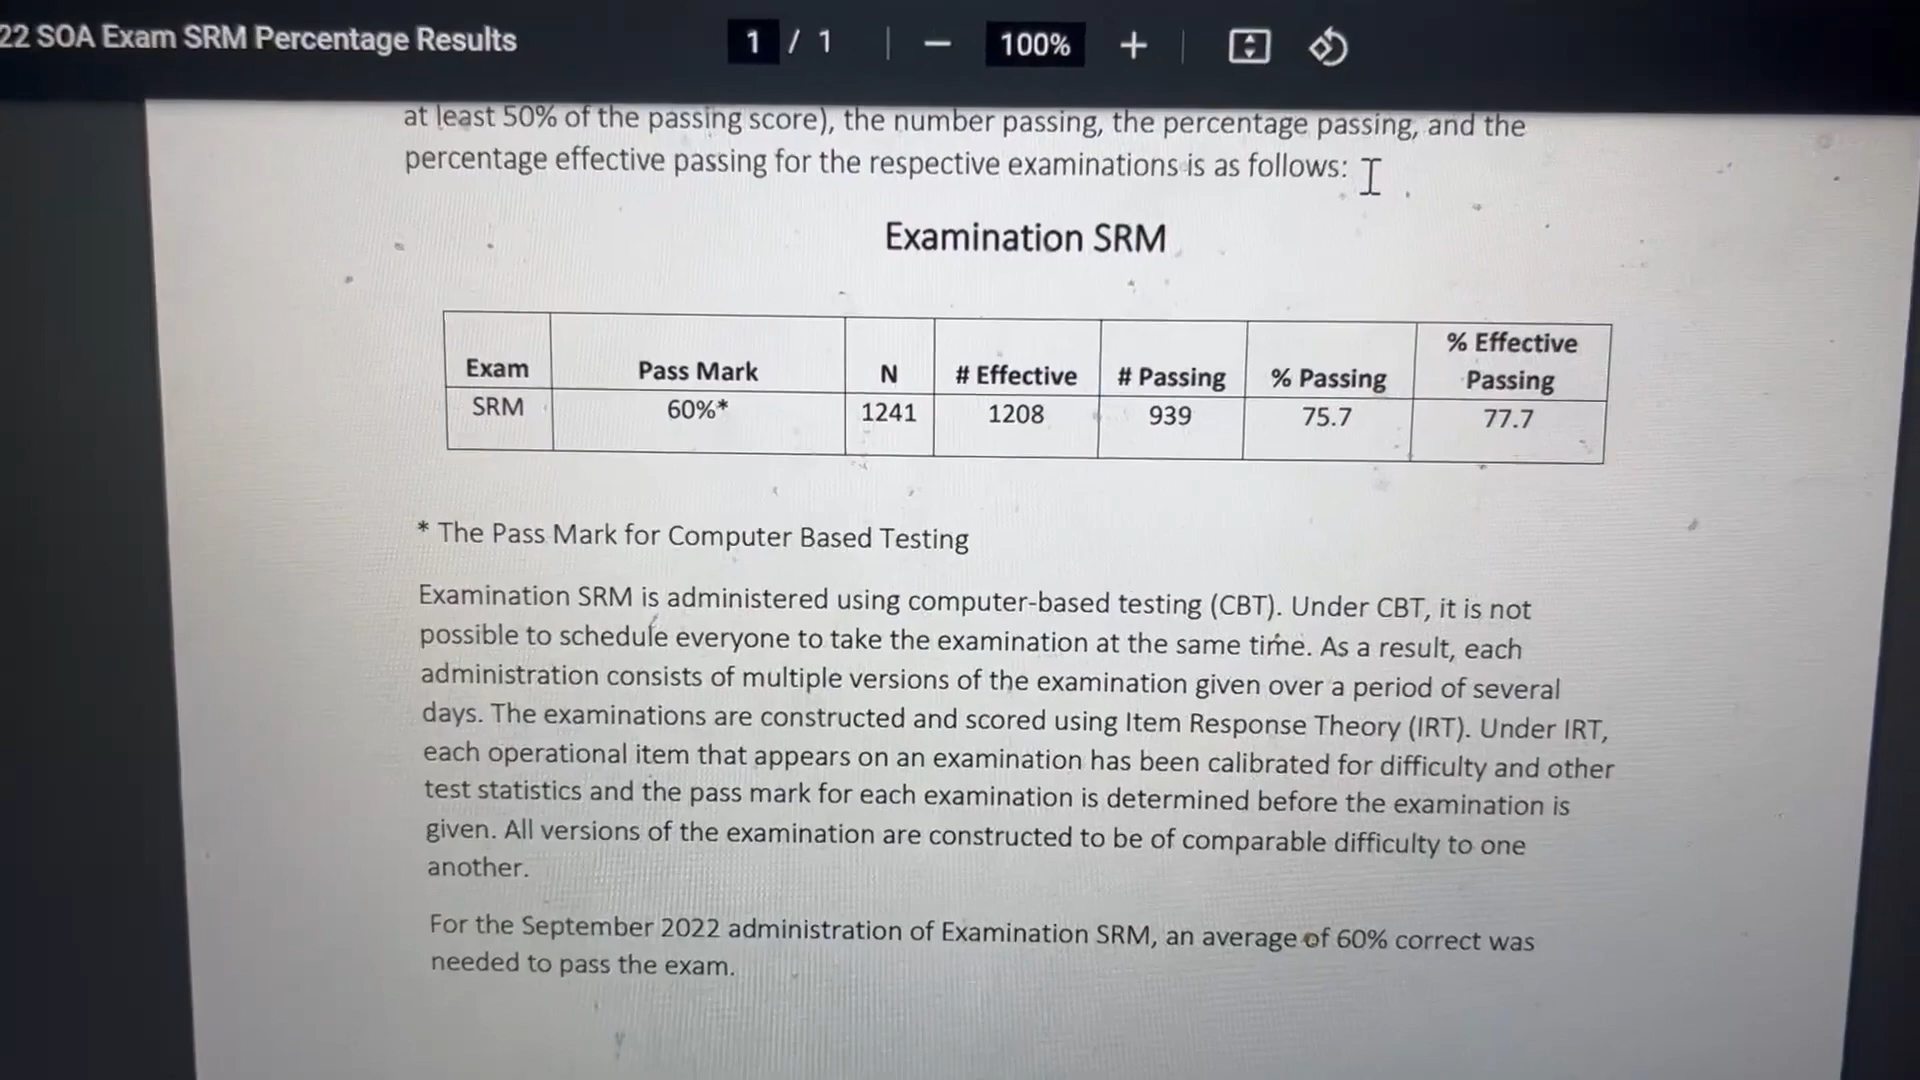 22 SOA Exam SRM Percentage Results
1 / 1
100%
at least 50% of the passing score), the number passing, the percentage passing, and the
percentage effective passing for the respective examinations is as follows:
Examination SRM
Exam Pass Mark N # Effective # Passing % Passing % Effective Passing
SRM 60%* 1241 1208 939 75.7 77.7
* The Pass Mark for Computer Based Testing
Examination SRM is administered using computer-based testing (CBT). Under CBT, it is not
possible to schedule everyone to take the examination at the same time. As a result, each
administration consists of multiple versions of the examination given over a period of several
days. The examinations are constructed and scored using Item Response Theory (IRT). Under IRT,
each operational item that appears on an examination has been calibrated for difficulty and other
test statistics and the pass mark for each examination is determined before the examination is
given. All versions of the examination are constructed to be of comparable difficulty to one
another.
For the September 2022 administration of Examination SRM, an average of 60% correct was
needed to pass the exam.